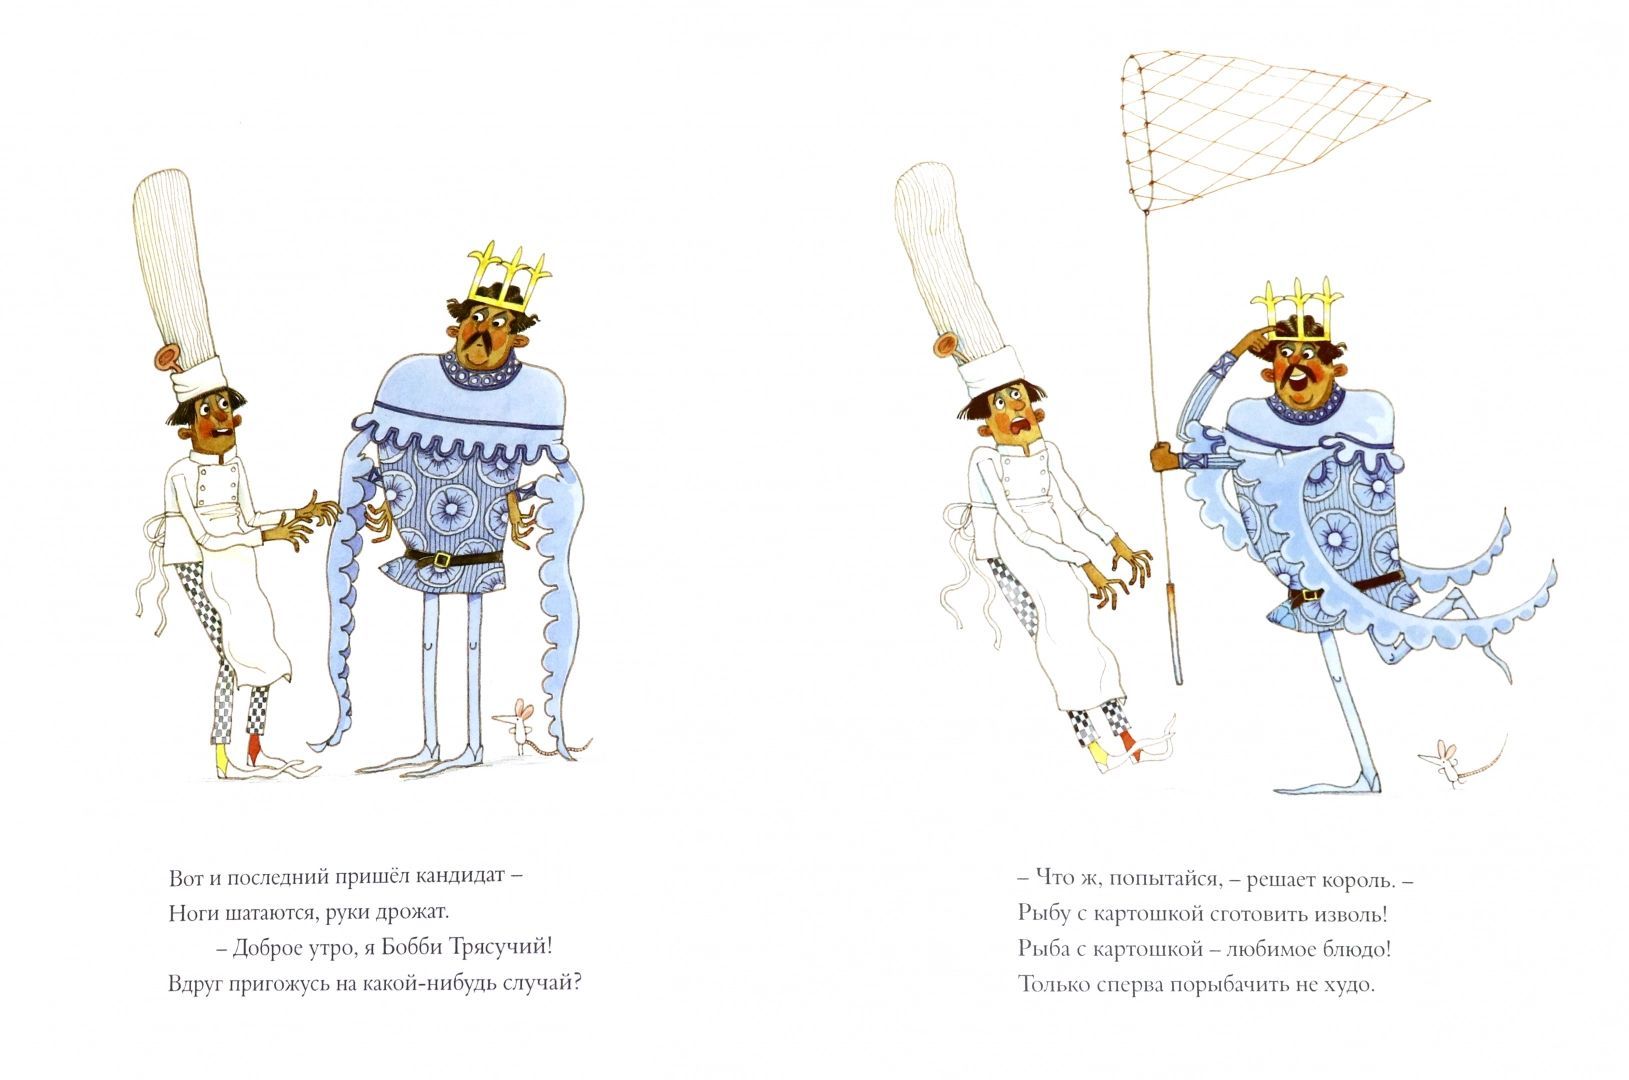 Вот и последний пришёл кандидат –
Ноги шатаются, руки дрожат.
– Доброе утро, я Бобби Трясучий!
Вдруг пригожусь на какой-нибудь случай?
– Что ж, попытайся, – решает король. –
Рыбу с картошкой сготовить изволь!
Рыба с картошкой – любимое блюдо!
Только сперва порыбачить не худо.